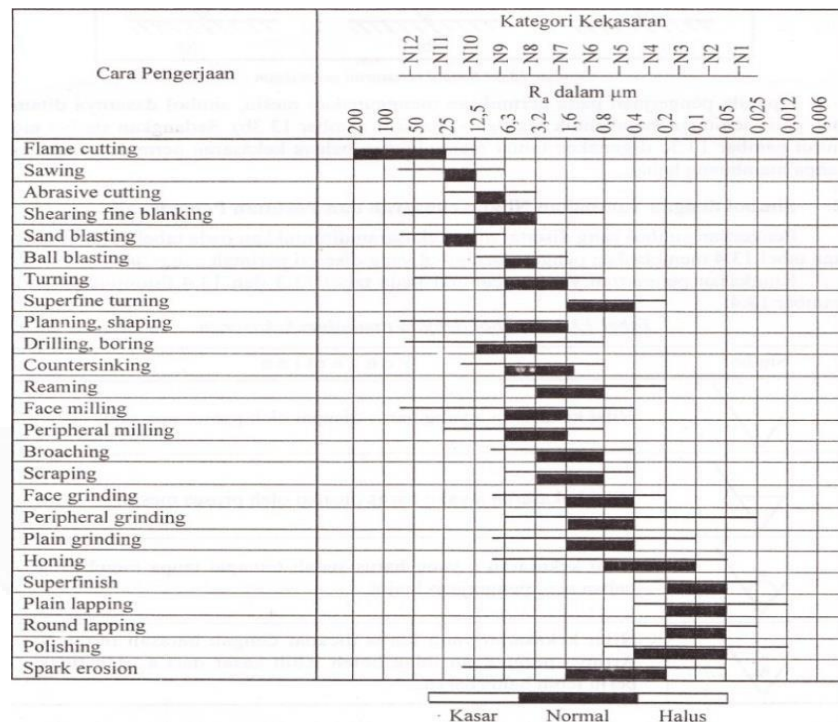 Kategori Kekasaran
N12 N11 N10 N9 N8 N7 N6 N5 N4 N3 N2 N1
Cara Pengerjaan
Ra dalam µm
200 100 50 25 12,5 6,3 3,2 1,6 0,8 0,4 0,2 0,1 0,05 0,025 0,012 0,006
Flame cutting
Sawing
Abrasive cutting
Shearing fine blanking
Sand blasting
Ball blasting
Turning
Superfine turning
Planning, shaping
Drilling, boring
Countersinking
Reaming
Face milling
Peripheral milling
Broaching
Scraping
Face grinding
Peripheral grinding
Plain grinding
Honing
Superfinish
Plain lapping
Round lapping
Polishing
Spark erosion
Kasar Normal Halus